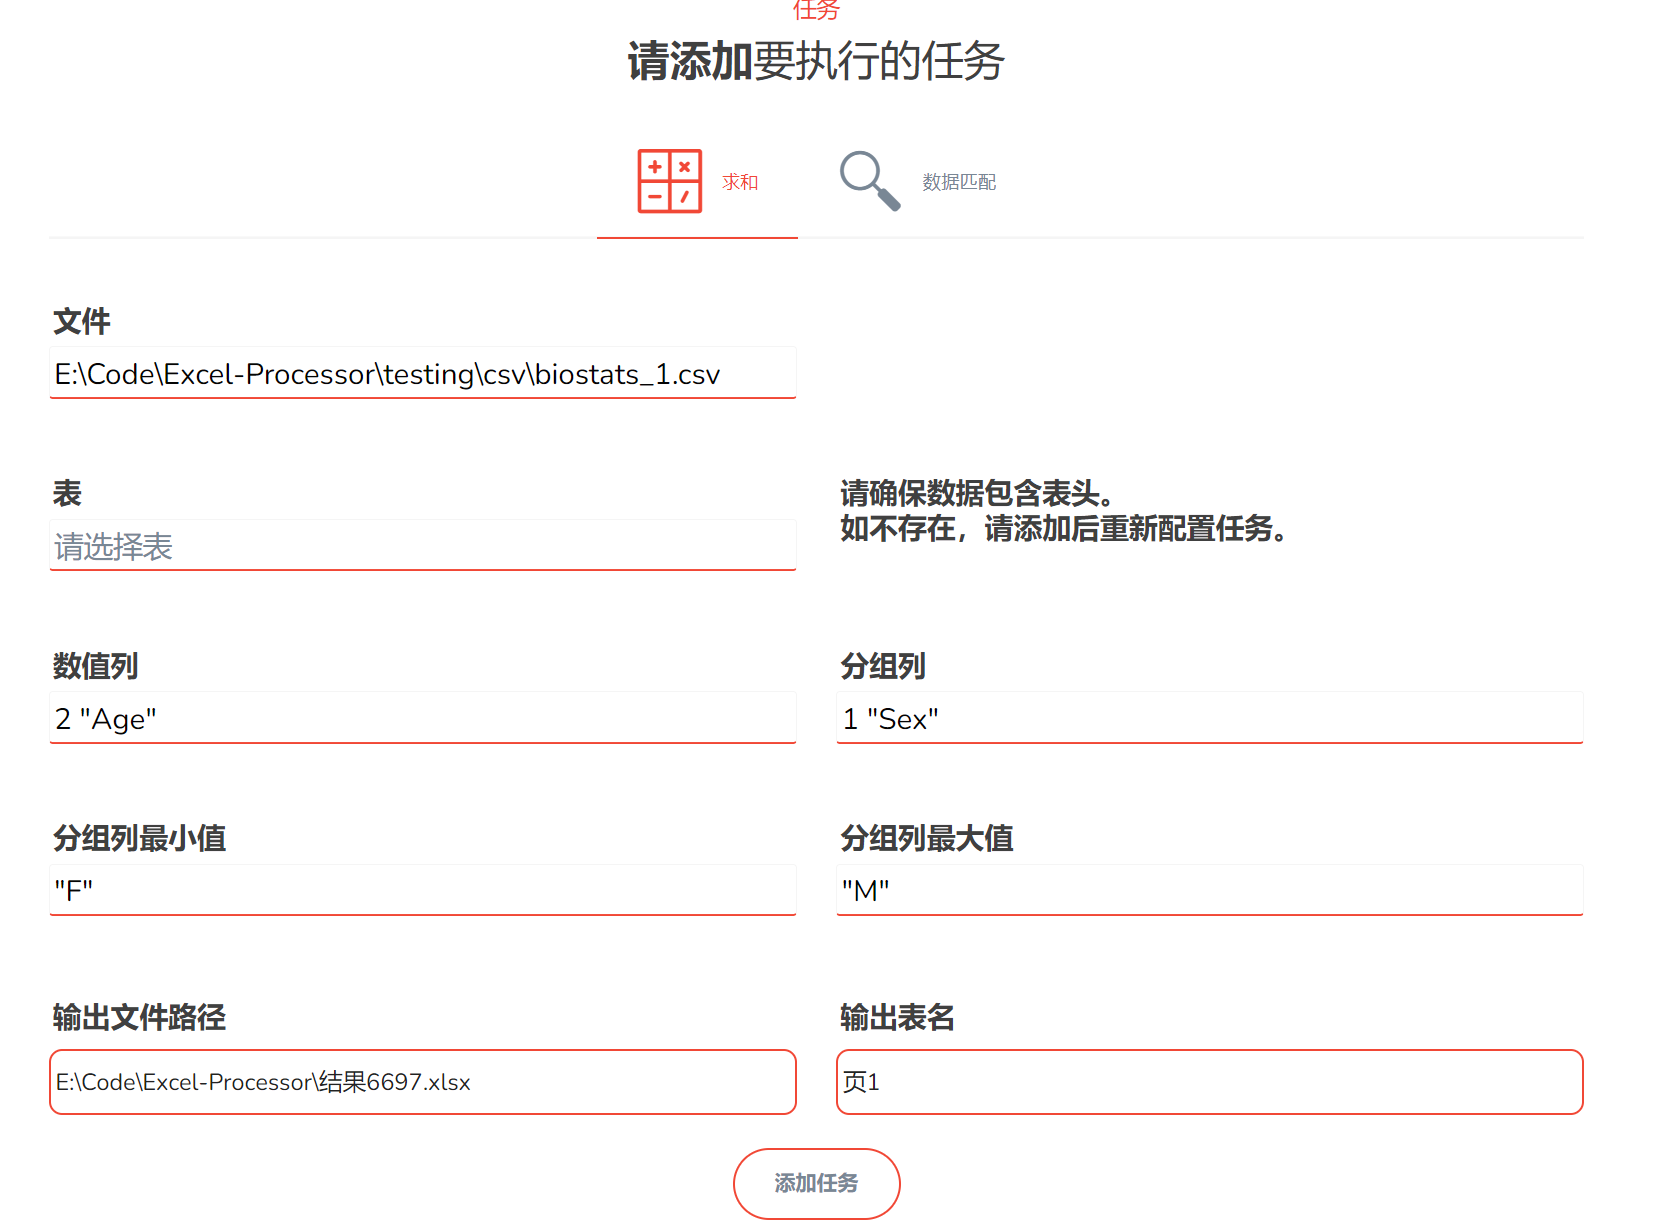 任务
请添加要执行的任务
求和
数据匹配
文件
E:\Code\Excel-Processor\testing\csv\biostats_1.csv
表
请选择表
请确保数据包含表头。
如不存在，请添加后重新配置任务。
数值列
2 "Age"
分组列
1 "Sex"
分组列最小值
"F"
分组列最大值
"M"
输出文件路径
E:\Code\Excel-Processor\结果6697.xlsx
输出表名
页1
添加任务